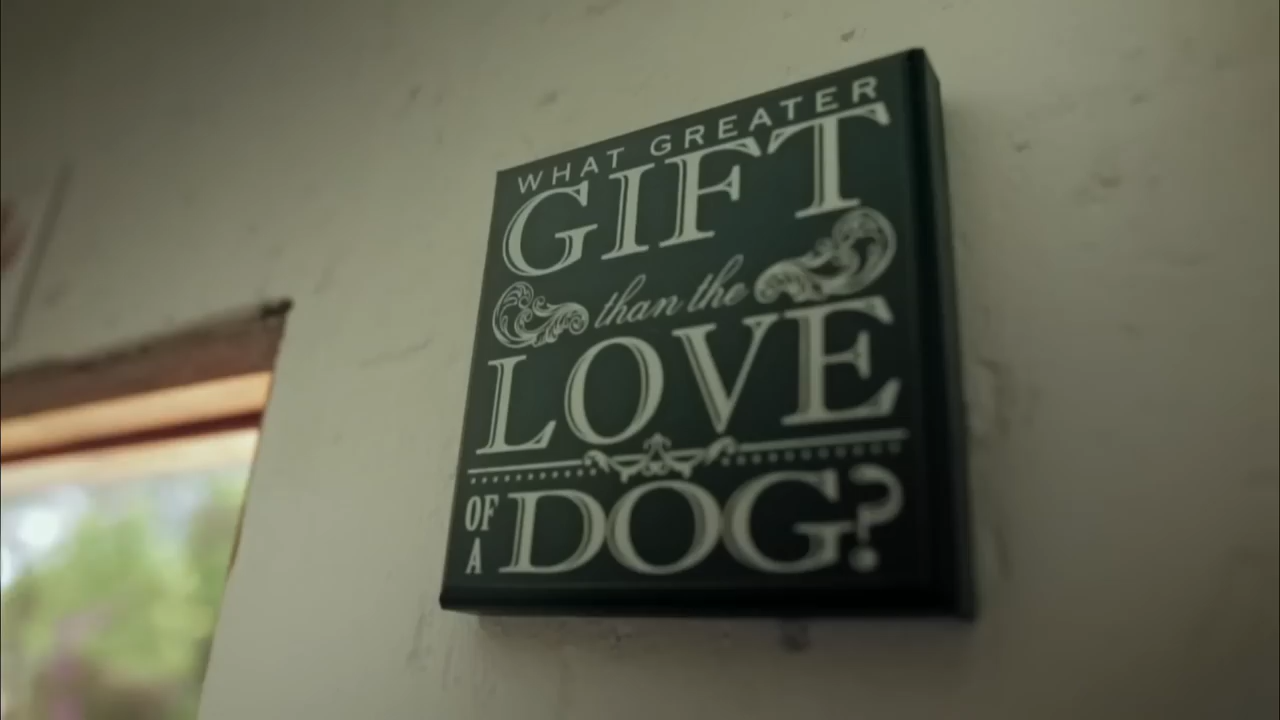 WHAT GREATER
GIFT
than the
LOVE
OF A DOG?